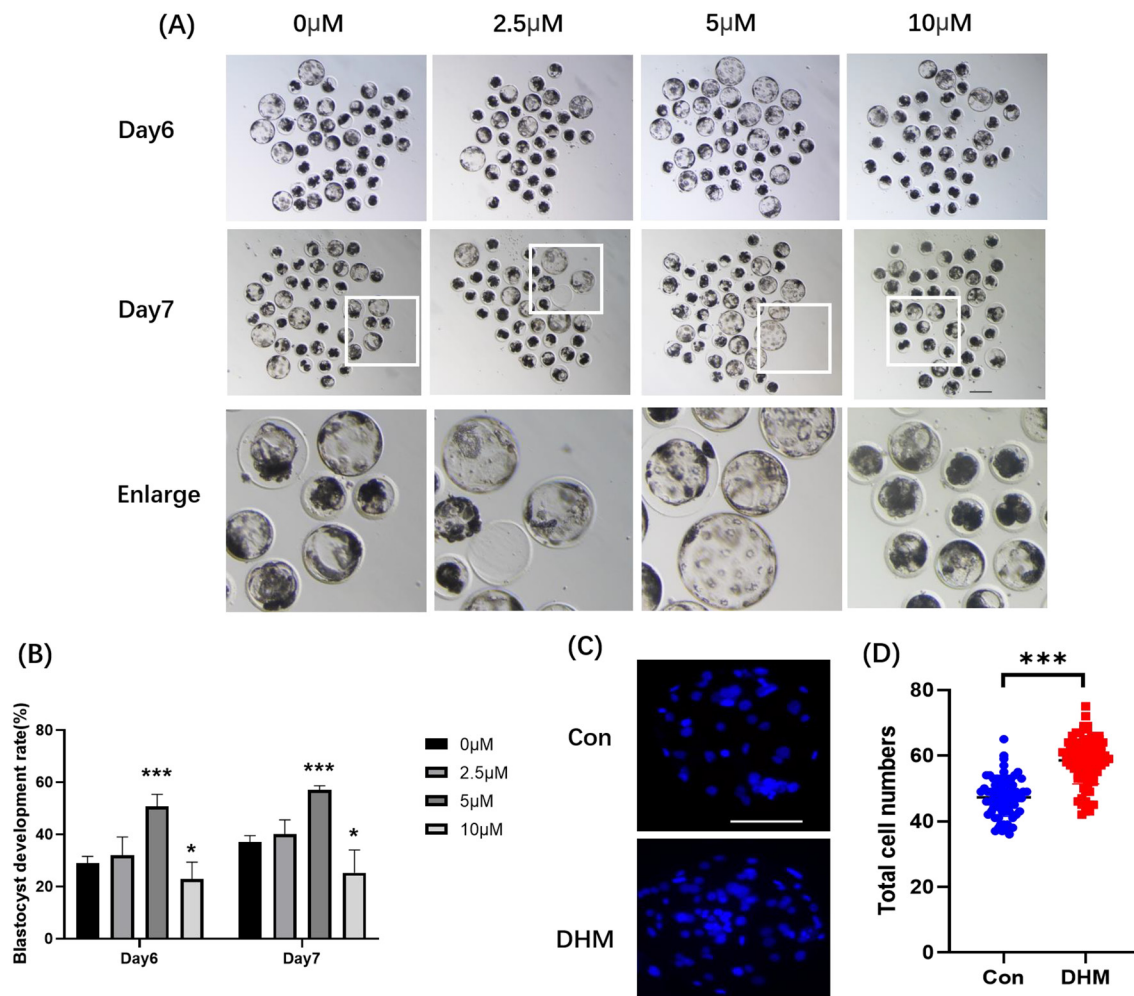 (A) 0μM 2.5μM 5μM 10μM
Day6
Day7
Enlarge
(B)
Blastocyst development rate(%)
80
60
40
20
0
*** *
*** *
Day6 Day7
0μM
2.5μM
5μM
10μM
(C)
Con
DHM
(D)
***
Total cell numbers
80
60
40
20
0
Con DHM